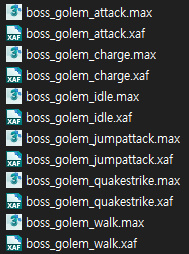 boss_golem_attack.max
boss_golem_attack.xaf
boss_golem_charge.max
boss_golem_charge.xaf
boss_golem_idle.max
boss_golem_idle.xaf
boss_golem_jumpattack.max
boss_golem_jumpattack.xaf
boss_golem_quakestrike.max
boss_golem_quakestrike.xaf
boss_golem_walk.max
boss_golem_walk.xaf